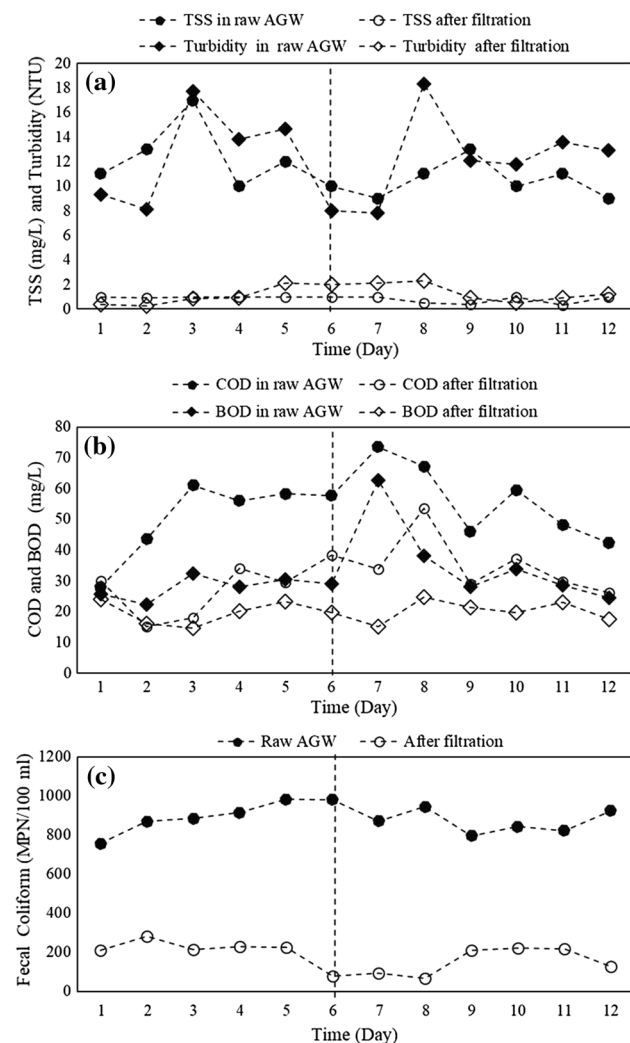 TSS in raw AGW TSS after filtration
Turbidity in raw AGW Turbidity after filtration
(a)
TSS (mg/L) and Turbidity (NTU)
20
18
16
14
12
10
8
6
4
2
0
1 2 3 4 5 6 7 8 9 10 11 12
Time (Day)
COD in raw AGW COD after filtration
BOD in raw AGW BOD after filtration
(b)
COD and BOD (mg/L)
80
70
60
50
40
30
20
10
0
1 2 3 4 5 6 7 8 9 10 11 12
Time (Day)
Raw AGW After filtration
(c)
Fecal Coliform (MPN/100 ml)
1200
1000
800
600
400
200
0
1 2 3 4 5 6 7 8 9 10 11 12
Time (Day)